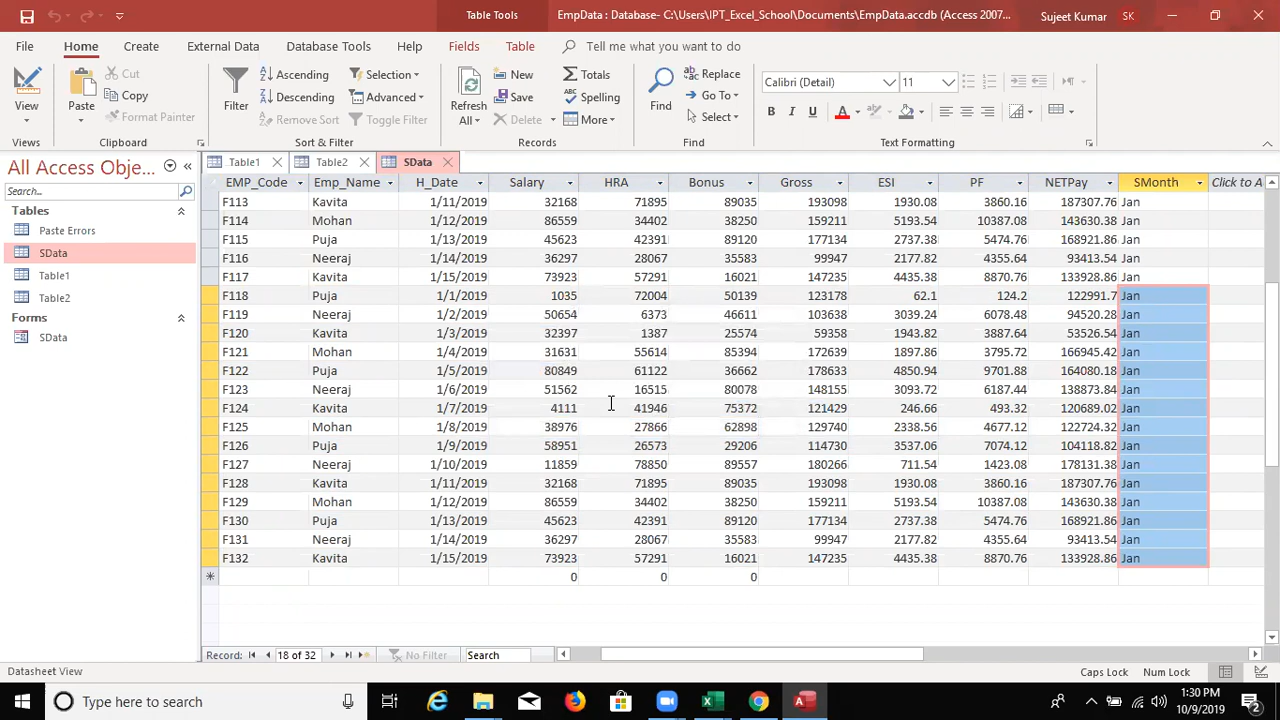 Table Tools
EmpData : Database- C:\Users\IPT_Excel_School\Documents\EmpData.accdb (Access 2007...
Sujeet Kumar SK
File Home Create External Data Database Tools Help Fields Table Tell me what you want to do
View
Views
Paste
Cut
Copy
Format Painter
Clipboard
Filter
Ascending
Descending
Remove Sort
Selection
Advanced
Toggle Filter
Sort & Filter
Refresh
All
New
Save
Delete
Totals
Spelling
More
Records
Find
Replace
Go To
Select
Find
Calibri (Detail) 11
B I U A
Text Formatting
All Access Obje...
Search...
Tables
Paste Errors
SData
Table1
Table2
Forms
SData
Table1 Table2 SData
EMP_Code Emp_Name H_Date Salary HRA Bonus Gross ESI PF NETPay SMonth Click to A
F113 Kavita 1/11/2019 32168 71895 89035 193098 1930.08 3860.16 187307.76 Jan
F114 Mohan 1/12/2019 86559 34402 38250 159211 5193.54 10387.08 143630.38 Jan
F115 Puja 1/13/2019 45623 42391 89120 177134 2737.38 5474.76 168921.86 Jan
F116 Neeraj 1/14/2019 36297 28067 35583 99947 2177.82 4355.64 93413.54 Jan
F117 Kavita 1/15/2019 73923 57291 16021 147235 4435.38 8870.76 133928.86 Jan
F118 Puja 1/1/2019 1035 72004 50139 123178 62.1 124.2 122991.7 Jan
F119 Neeraj 1/2/2019 50654 6373 46611 103638 3039.24 6078.48 94520.28 Jan
F120 Kavita 1/3/2019 32397 1387 25574 59358 1943.82 3887.64 53526.54 Jan
F121 Mohan 1/4/2019 31631 55614 85394 172639 1897.86 3795.72 166945.42 Jan
F122 Puja 1/5/2019 80849 61122 36662 178633 4850.94 9701.88 164080.18 Jan
F123 Neeraj 1/6/2019 51562 16515 80078 148155 3093.72 6187.44 138873.84 Jan
F124 Kavita 1/7/2019 4111 41946 75372 121429 246.66 493.32 120689.02 Jan
F125 Mohan 1/8/2019 38976 27866 62898 129740 2338.56 4677.12 122724.32 Jan
F126 Puja 1/9/2019 58951 26573 29206 114730 3537.06 7074.12 104118.82 Jan
F127 Neeraj 1/10/2019 11859 78850 89557 180266 711.54 1423.08 178131.38 Jan
F128 Kavita 1/11/2019 32168 71895 89035 193098 1930.08 3860.16 187307.76 Jan
F129 Mohan 1/12/2019 86559 34402 38250 159211 5193.54 10387.08 143630.38 Jan
F130 Puja 1/13/2019 45623 42391 89120 177134 2737.38 5474.76 168921.86 Jan
F131 Neeraj 1/14/2019 36297 28067 35583 99947 2177.82 4355.64 93413.54 Jan
F132 Kavita 1/15/2019 73923 57291 16021 147235 4435.38 8870.76 133928.86 Jan
0 0 0
Record: 18 of 32 No Filter Search
Datasheet View Caps Lock Num Lock
Type here to search
1:30 PM
10/9/2019
2